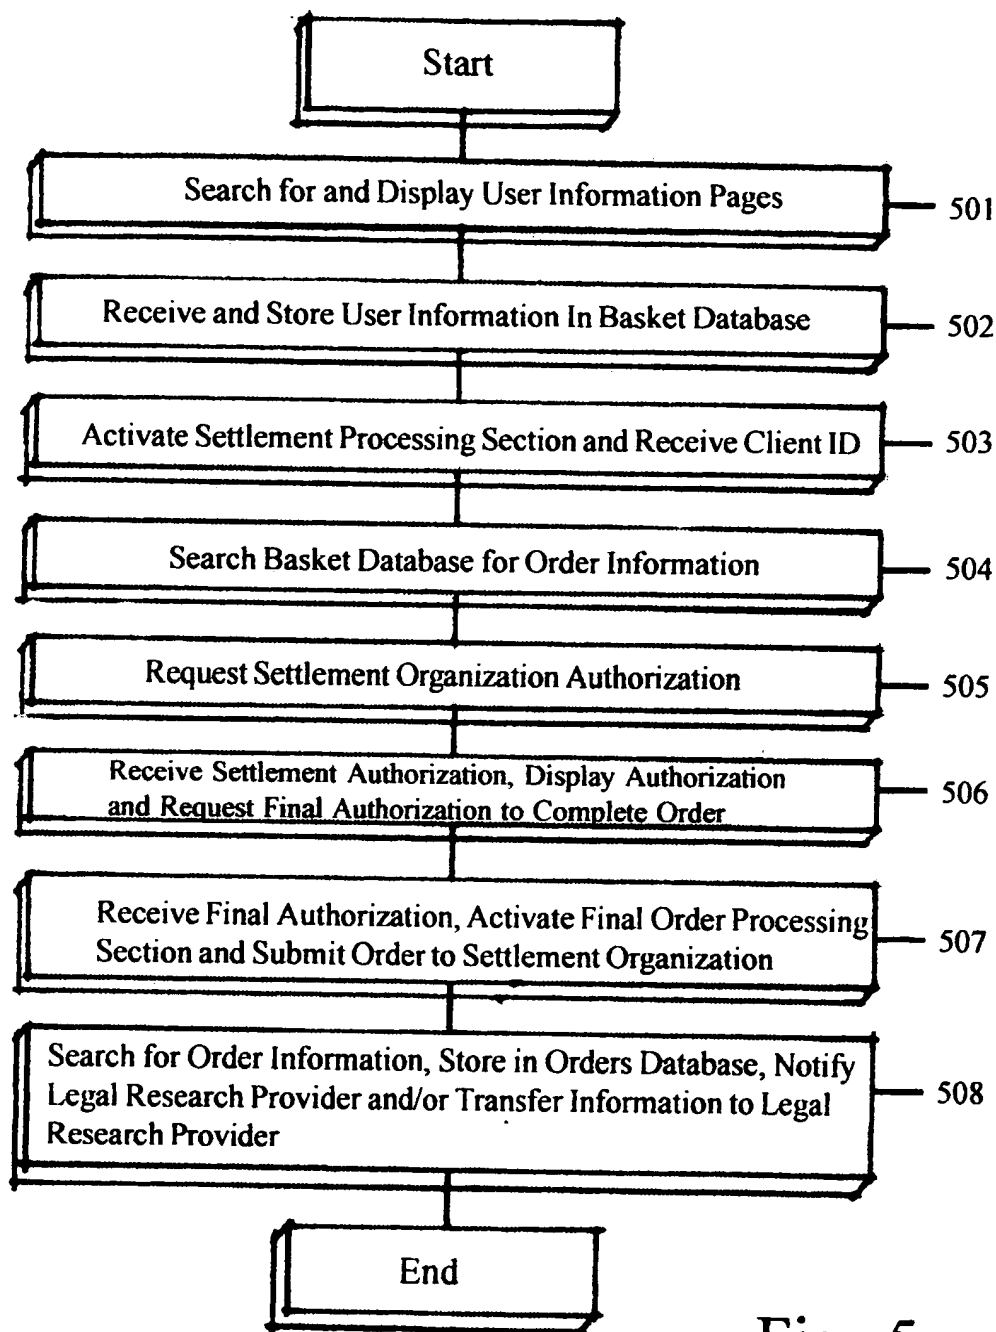 Start
Search for and Display User Information Pages
501
Receive and Store User Information In Basket Database
502
Activate Settlement Processing Section and Receive Client ID
503
Search Basket Database for Order Information
504
Request Settlement Organization Authorization
505
Receive Settlement Authorization, Display Authorization
and Request Final Authorization to Complete Order
506
Receive Final Authorization, Activate Final Order Processing
Section and Submit Order to Settlement Organization
507
Search for Order Information, Store in Orders Database, Notify
Legal Research Provider and/or Transfer Information to Legal
Research Provider
508
End
Fig. 5